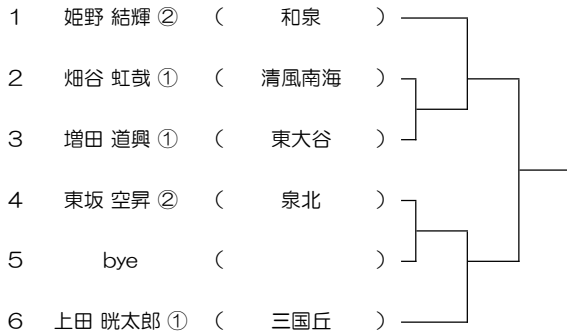 1 姫野 結輝 ② ( 和泉 )
2 畑谷 虹哉 ① ( 清風南海 )
3 増田 道興 ① ( 東大谷 )
4 東坂 空昇 ② ( 泉北 )
5 bye ( )
6 上田 晄太郎 ① ( 三国丘 )